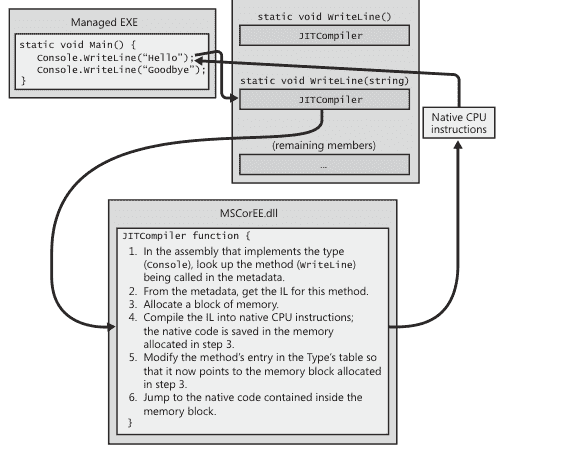 Managed EXE
static void Main() {
Console.WriteLine(“Hello”);
Console.WriteLine(“Goodbye”);
}
static void WriteLine()
JITCompiler
static void WriteLine(string)
JITCompiler
(remaining members)
...
Native CPU
instructions
MSCorEE.dll
JITCompiler function {
1. In the assembly that implements the type
(Console), look up the method (WriteLine)
being called in the metadata.
2. From the metadata, get the IL for this method.
3. Allocate a block of memory.
4. Compile the IL into native CPU instructions;
the native code is saved in the memory
allocated in step 3.
5. Modify the method’s entry in the Type’s table so
that it now points to the memory block allocated
in step 3.
6. Jump to the native code contained inside the
memory block.
}